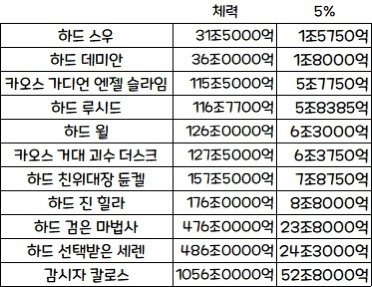 체력 5%
하드 스우 31조5000억 1조5750억
하드 데미안 36조0000억 1조8000억
카오스 가디언 엔젤 슬라임 115조5000억 5조7750억
하드 루시드 116조7700억 5조8385억
하드 윌 126조0000억 6조3000억
카오스 거대 괴수 더스크 127조5000억 6조3750억
하드 친위대장 듄켈 157조5000억 7조8750억
하드 진 힐라 176조0000억 8조8000억
하드 검은 마법사 476조0000억 23조8000억
하드 선택받은 세렌 486조0000억 24조3000억
감시자 칼로스 1056조0000억 52조8000억